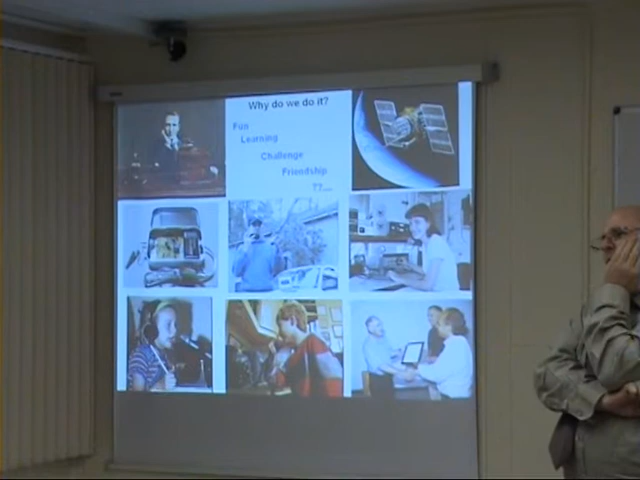 Why do we do it?
Fun
Learning
Challenge
Friendship
??...